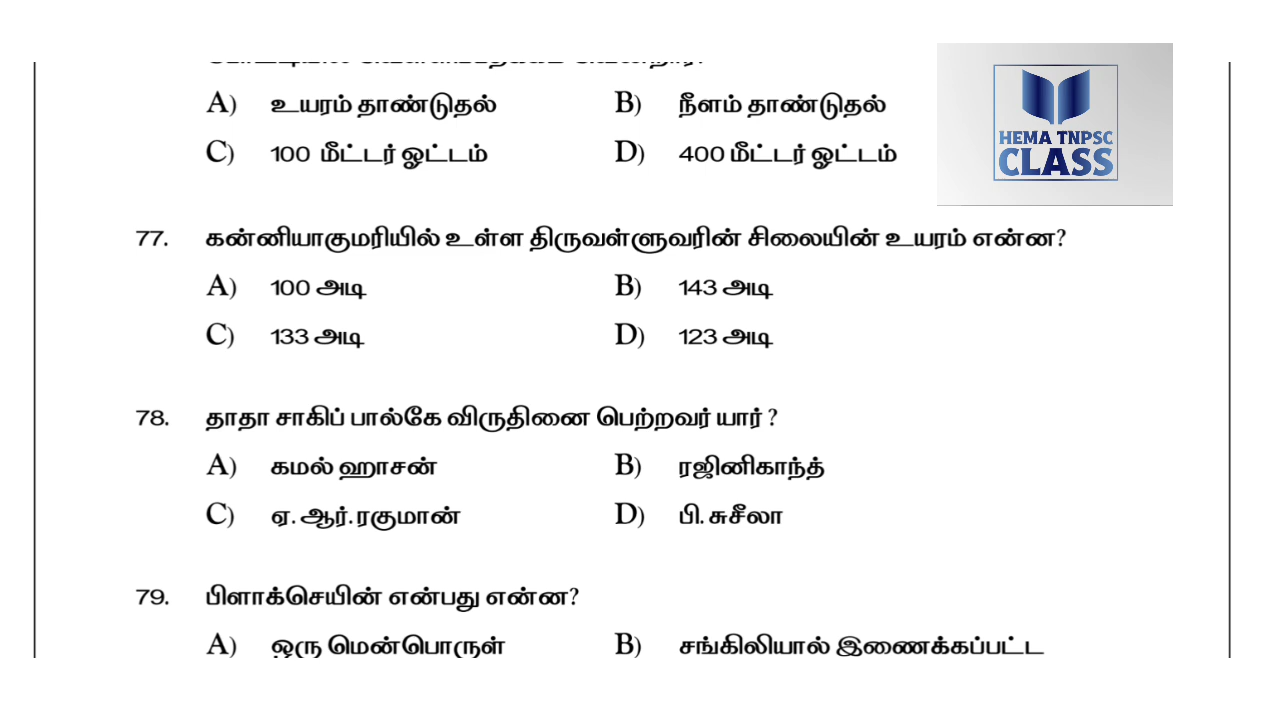 A) உயரம் தாண்டுதல் B) நீளம் தாண்டுதல்
C) 100 மீட்டர் ஓட்டம் D) 400 மீட்டர் ஓட்டம்
HEMA TNPSC
CLASS
77. கன்னியாகுமரியில் உள்ள திருவள்ளுவரின் சிலையின் உயரம் என்ன?
A) 100 அடி B) 143 அடி
C) 133 அடி D) 123 அடி
78. தாதா சாகிப் பால்கே விருதினை பெற்றவர் யார் ?
A) கமல் ஹாசன் B) ரஜினிகாந்த்
C) ஏ. ஆர். ரகுமான் D) பி. சுசீலா
79. பிளாக்செயின் என்பது என்ன?
A) ஒரு மென்பொருள் B) சங்கிலியால் இணைக்கப்பட்ட